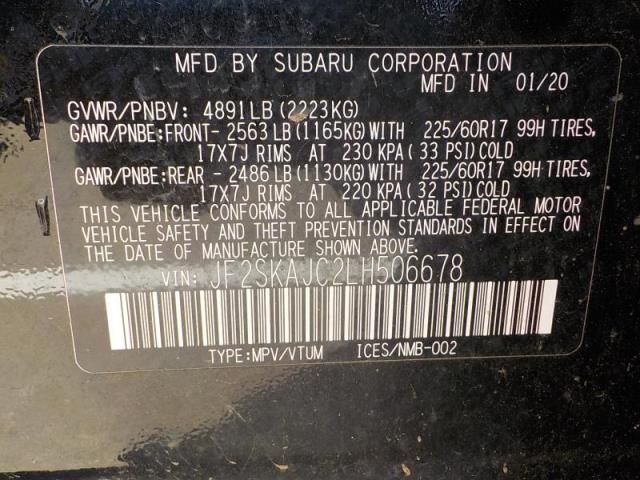 MFD BY SUBARU CORPORATION
MFD IN 01/20
GVWR/PNBV: 4891LB(2223KG)
GAWR/PNBE:FRONT- 2563 LB(1165KG)WITH 225/60R17 99H TIRES,
17X7J RIMS AT 230 KPA( 33 PSI)COLD
GAWR/PNBE:REAR - 2486 LB(1130KG)WITH 225/60R17 99H TIRES,
17X7J RIMS AT 220 KPA( 32 PSI)COLD
THIS VEHICLE CONFORMS TO ALL APPLICABLE FEDERAL MOTOR
VEHICLE SAFETY AND THEFT PREVENTION STANDARDS IN EFFECT ON
THE DATE OF MANUFACTURE SHOWN ABOVE.
VIN: JF2SKAJC2LH506678
TYPE:MPV/VTUM ICES/NMB-002